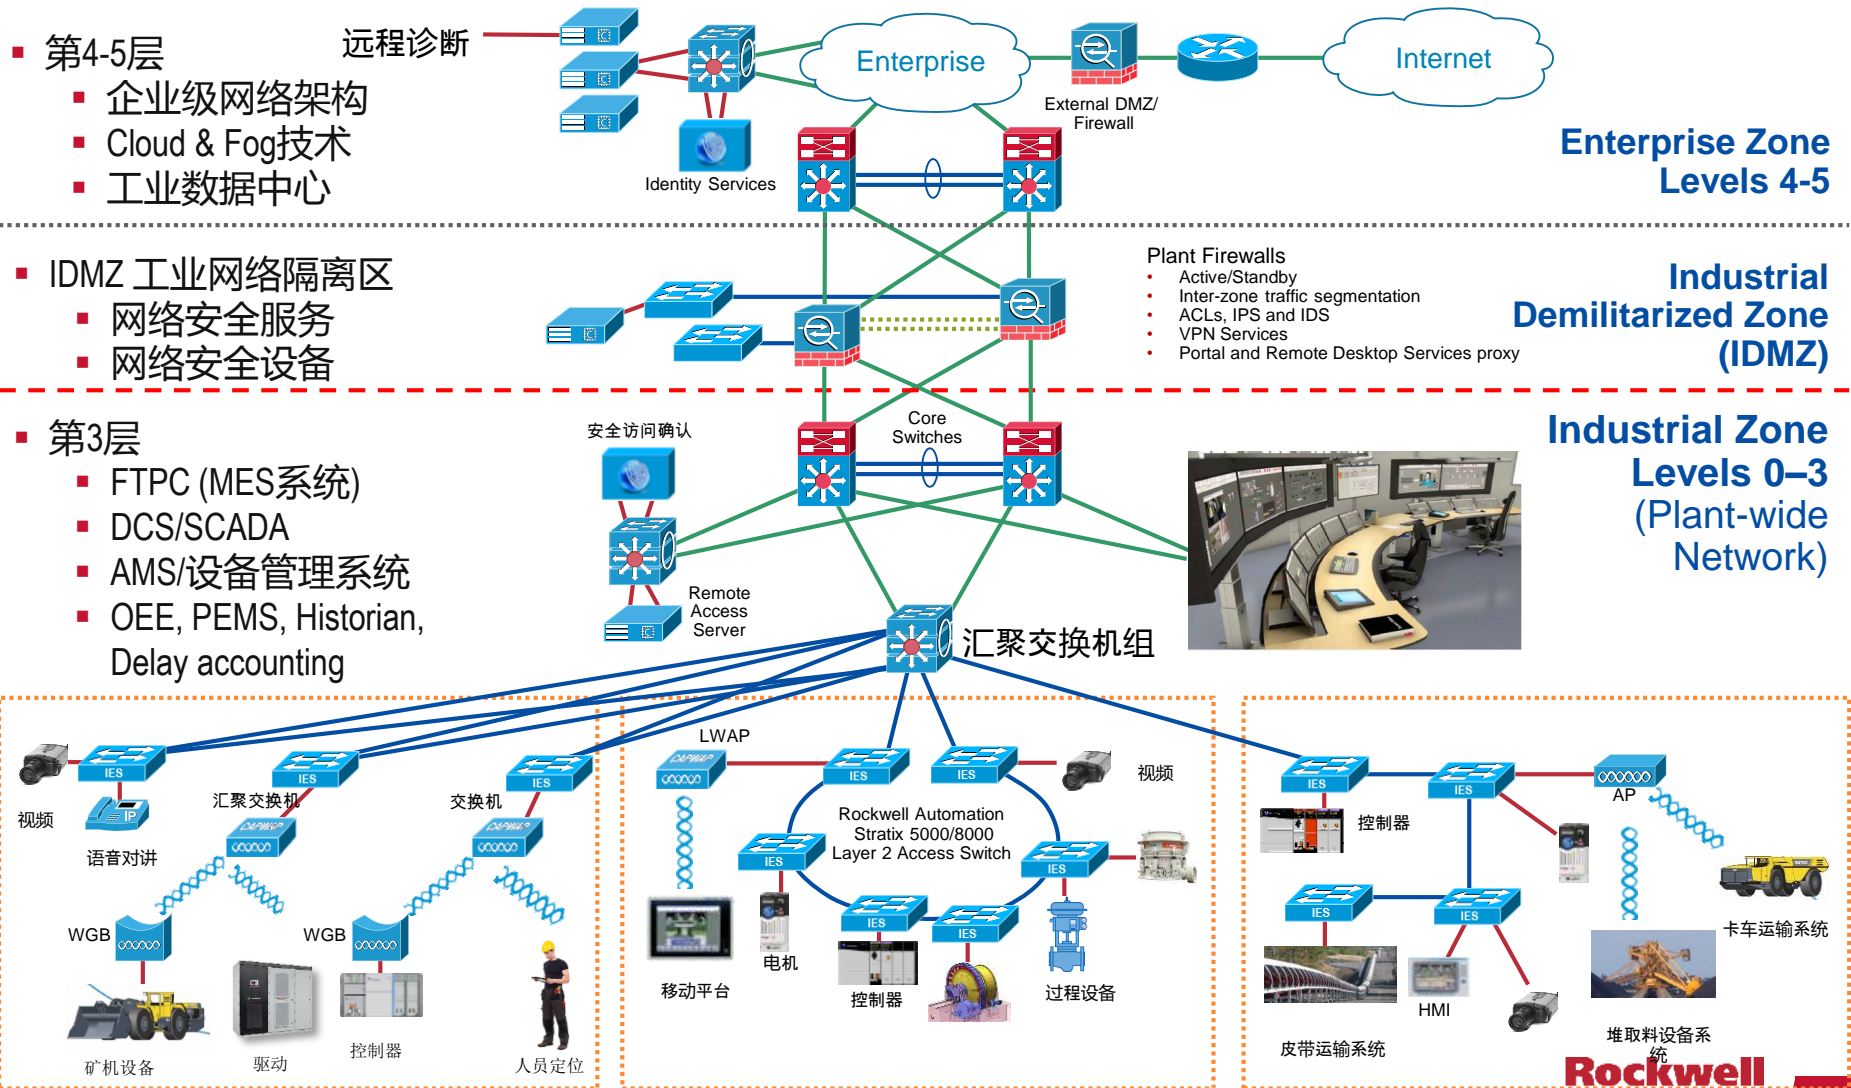 第4-5层
企业级网络架构
Cloud & Fog技术
工业数据中心
远程诊断
Identity Services
Enterprise
External DMZ/
Firewall
Internet
Enterprise Zone
Levels 4-5
IDMZ 工业网络隔离区
网络安全服务
网络安全设备
Plant Firewalls
Active/Standby
Inter-zone traffic segmentation
ACLs, IPS and IDS
VPN Services
Portal and Remote Desktop Services proxy
Industrial
Demilitarized Zone
(IDMZ)
第3层
FTPC (MES系统)
DCS/SCADA
AMS/设备管理系统
OEE, PEMS, Historian,
Delay accounting
安全访问确认
Core
Switches
Remote
Access
Server
汇聚交换机组
Industrial Zone
Levels 0–3
(Plant-wide
Network)
IES
视频
IP
语音对讲
IES
汇聚交换机
CAPWAP
IES
交换机
CAPWAP
WGB
WGB
矿机设备
驱动
控制器
人员定位
LWAP
CAPWAP
IES
IES
视频
Rockwell Automation
Stratix 5000/8000
Layer 2 Access Switch
IES
IES
IES
IES
移动平台
电机
控制器
过程设备
IES
IES
AP
控制器
IES
IES
卡车运输系统
HMI
皮带运输系统
堆取料设备系
统
Rockwell